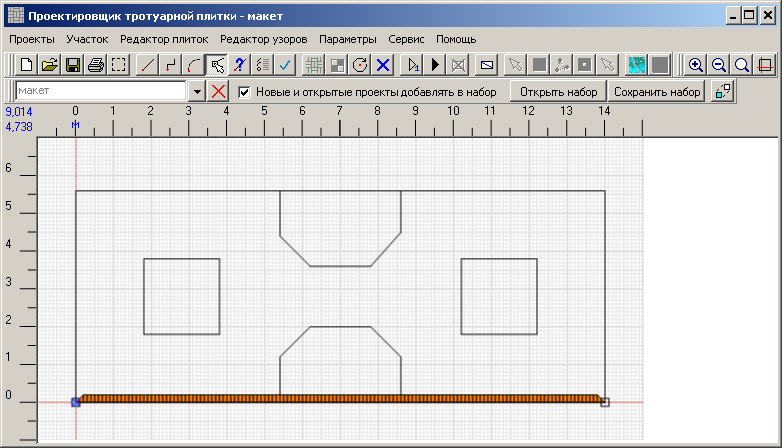 Проектировщик тротуарной плитки - макет
Проекты Участок Редактор плиток Редактор узоров Параметры Сервис Помощь
макет Новые и открытые проекты добавлять в набор Открыть набор Сохранить набор
9,014 0 1 2 3 4 5 6 7 8 9 10 11 12 13 14
4,738 м
6
5
4
3
2
1
0